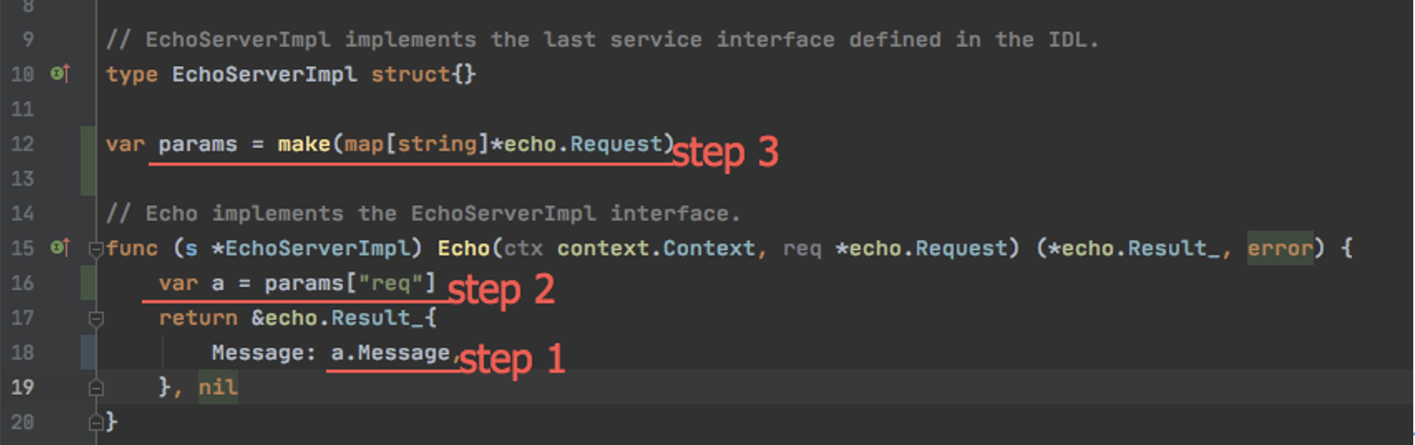 8
9 // EchoServerImpl implements the last service interface defined in the IDL.
10 type EchoServerImpl struct{}
11
12 var params = make(map[string]*echo.Request) step 3
13
14 // Echo implements the EchoServerImpl interface.
15 func (s *EchoServerImpl) Echo(ctx context.Context, req *echo.Request) (*echo.Result_, error) {
16 var a = params["req"] step 2
17 return &echo.Result_{
18 Message: a.Message, step 1
19 }, nil
20 }